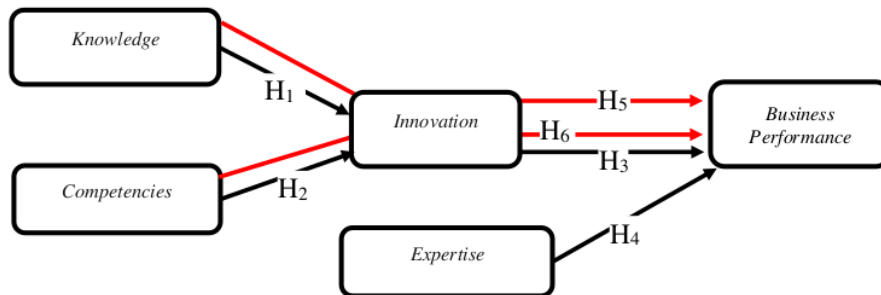 Knowledge
H1
Innovation
H5
H6
H3
Business
Performance
Competencies
H2
Expertise
H4